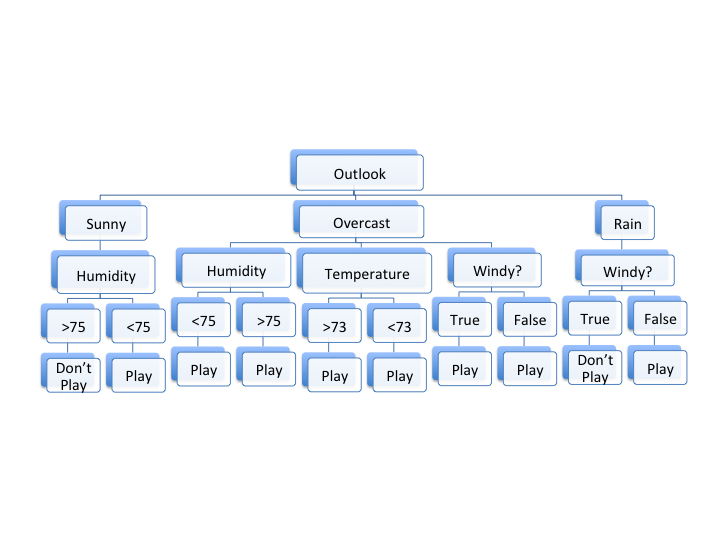 Outlook
Sunny
Overcast
Rain
Humidity
Humidity
Temperature
Windy?
Windy?
>75
<75
<75
>75
>73
<73
True
False
True
False
Don't
Play
Play
Play
Play
Play
Play
Play
Play
Don't
Play
Play